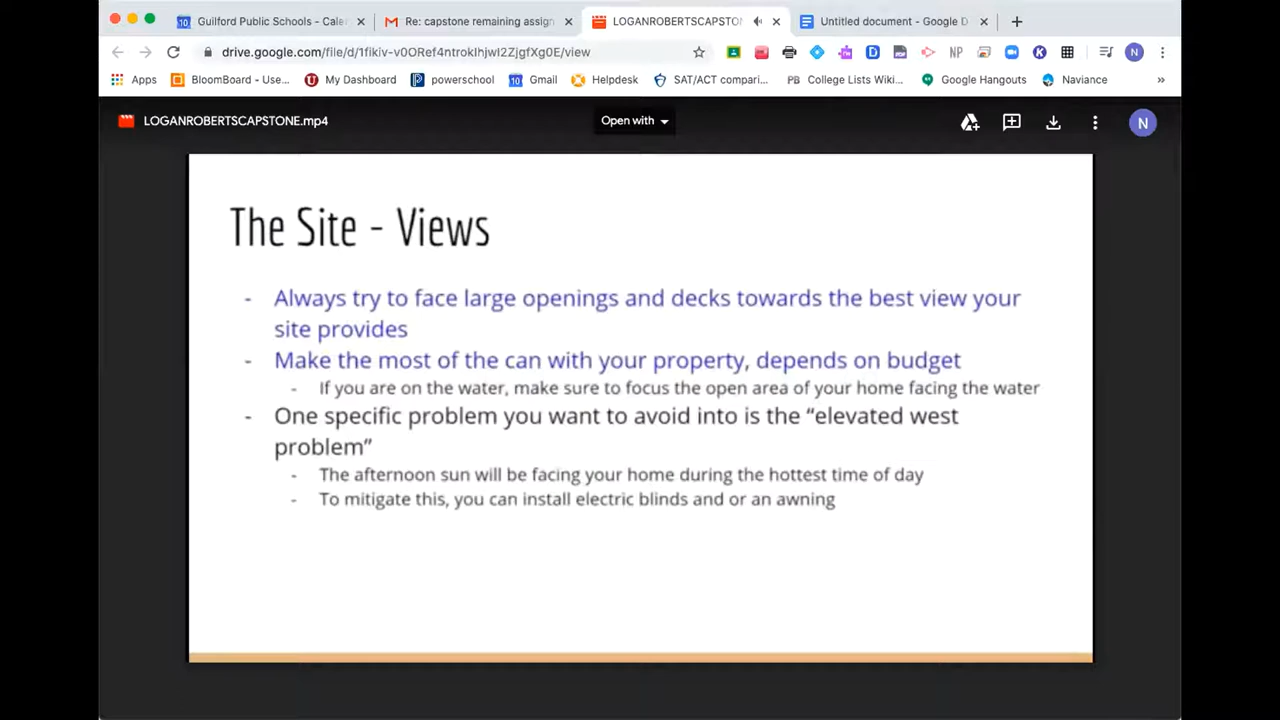 Guilford Public Schools - Cale
Re: capstone remaining assign
LOGANROBERTSCAPSTON
Untitled document - Google D
drive.google.com/file/d/1fikiv-v0ORef4ntrokIhjwI2ZjgfXg0E/view
NP
N
Apps
BloomBoard - Use...
My Dashboard
powerschool
Gmail
Helpdesk
SAT/ACT compari...
PB College Lists Wiki...
Google Hangouts
Naviance
»
LOGANROBERTSCAPSTONE.mp4
Open with
N
The Site - Views
- Always try to face large openings and decks towards the best view your
site provides
- Make the most of the can with your property, depends on budget
- If you are on the water, make sure to focus the open area of your home facing the water
- One specific problem you want to avoid into is the “elevated west
problem”
- The afternoon sun will be facing your home during the hottest time of day
- To mitigate this, you can install electric blinds and or an awning